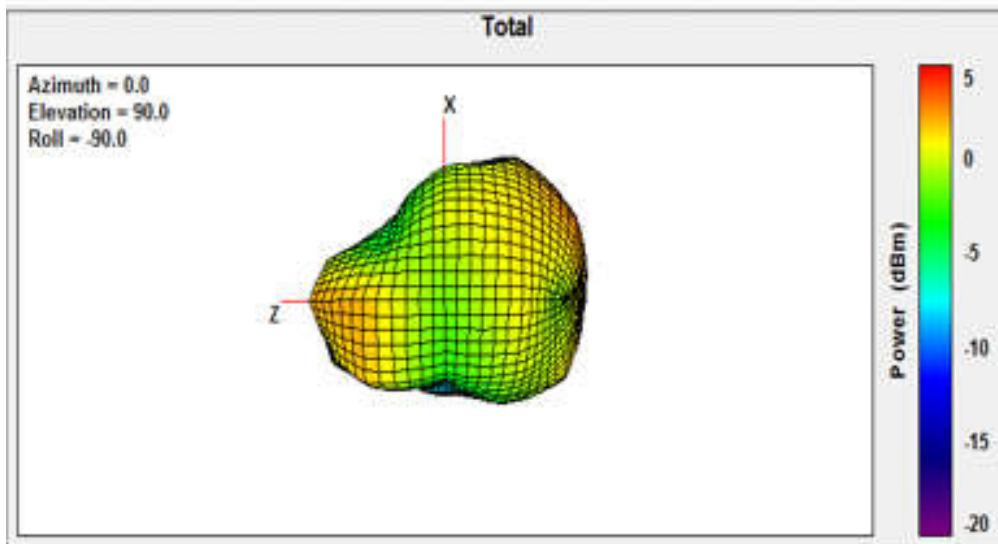 Total
Azimuth = 0.0
Elevation = 90.0
Roll = -90.0
X
Z
Power (dBm)
5
0
-5
-10
-15
-20